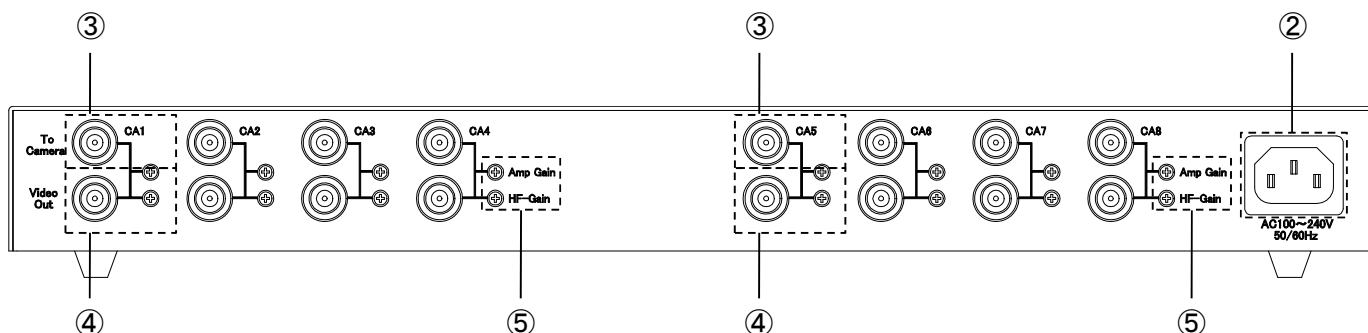 ③ ③ ②
To
Camera
CA1 CA2 CA3 CA4 CA5 CA6 CA7 CA8
Amp Gain Amp Gain
Video
Out
HF-Gain HF-Gain
AC100～240V
50/60Hz
④ ⑤ ④ ⑤